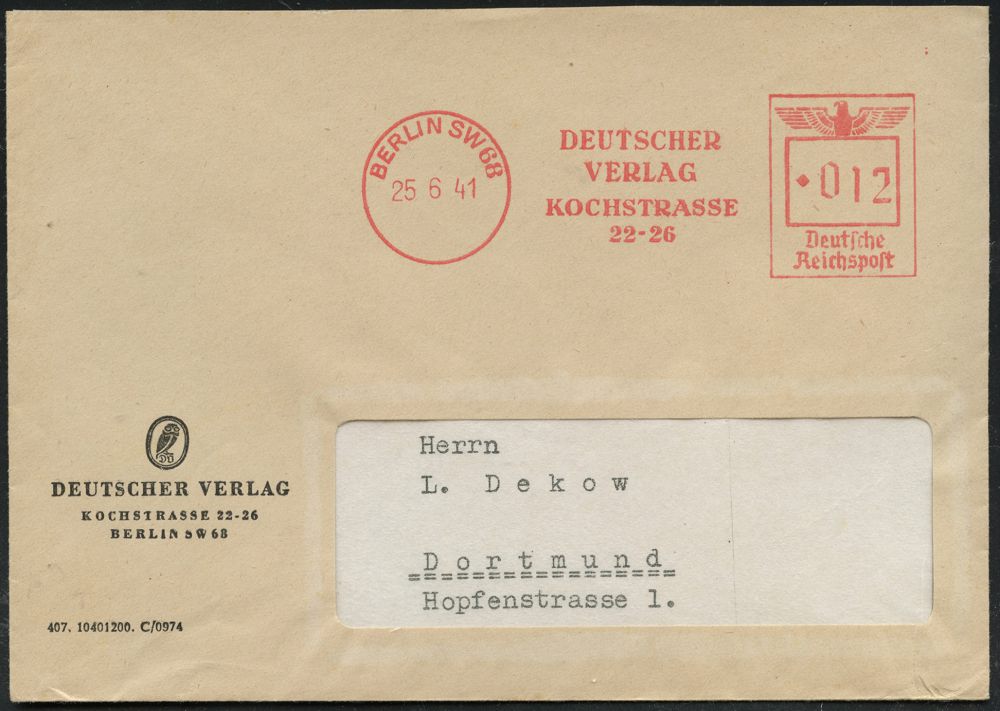 BERLIN SW 68
25 6 41
DEUTSCHER
VERLAG
KOCHSTRASSE
22-26
012
Deutsche
Reichspost
DV
DEUTSCHER VERLAG
KOCHSTRASSE 22-26
BERLIN SW 68
407. 10401200. C/0974
Herrn
L. Dekow
Dortmund
Hopfenstrasse 1.